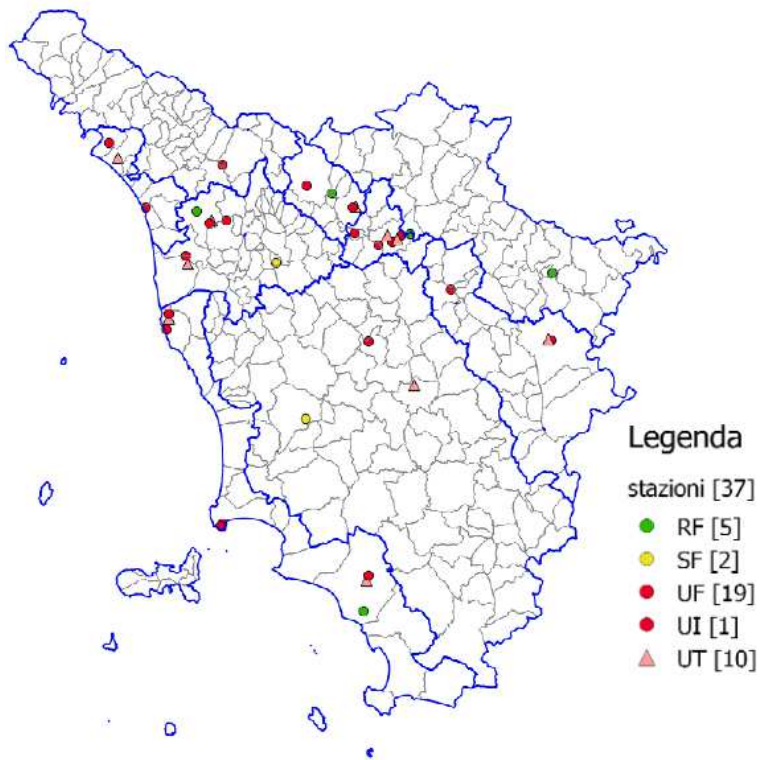 Legenda
stazioni [37]
RF [5]
SF [2]
UF [19]
UI [1]
UT [10]